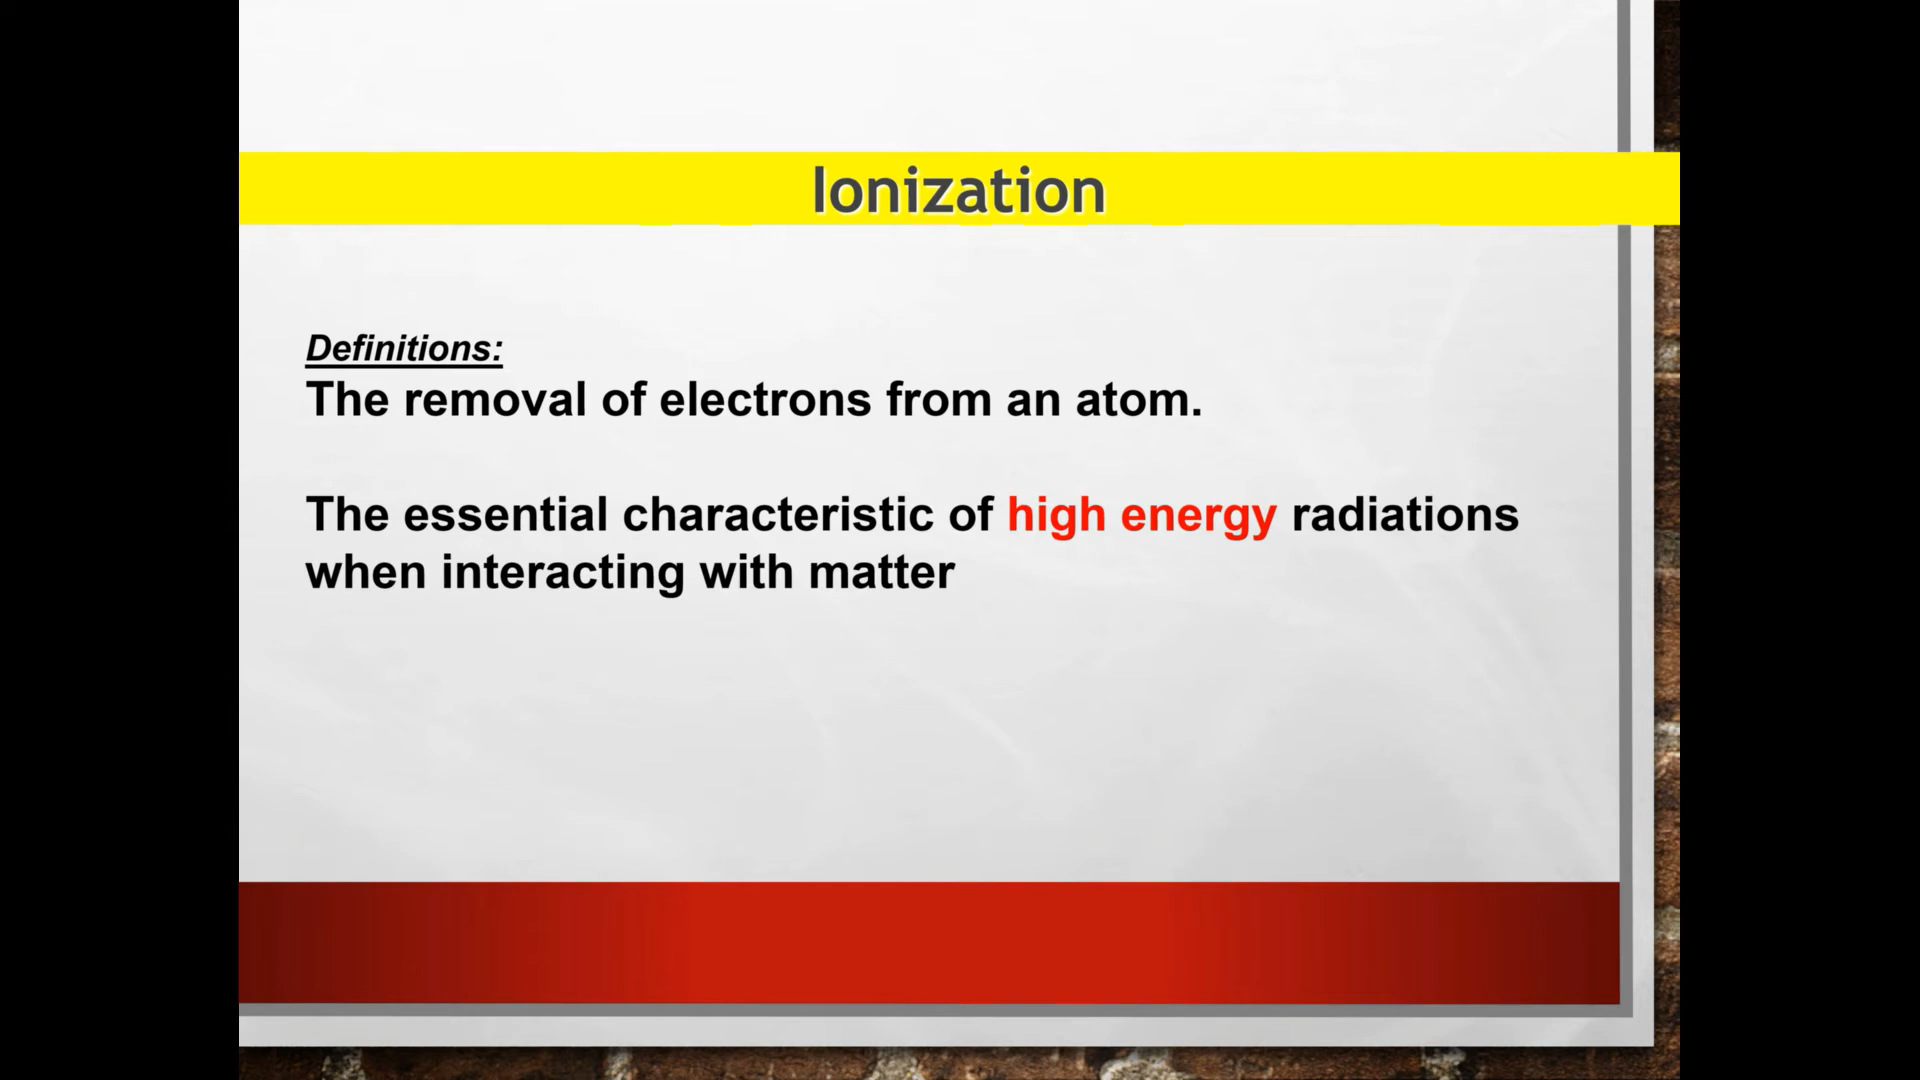 Ionization
Definitions:
The removal of electrons from an atom.
The essential characteristic of high energy radiations
when interacting with matter